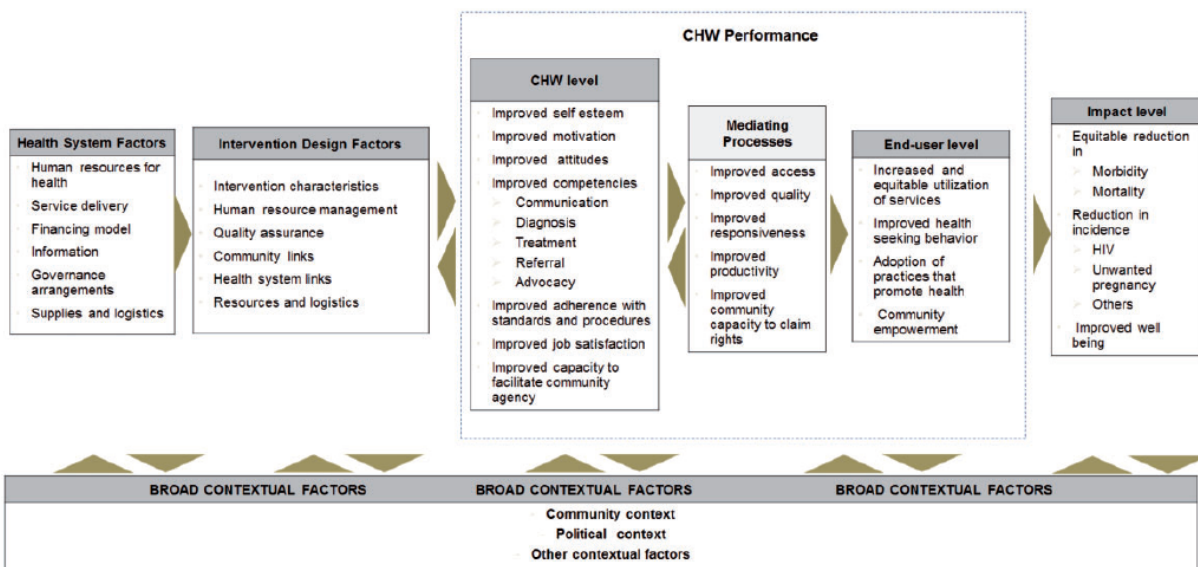 CHW Performance
Health System Factors
Human resources for
health
Service delivery
Financing model
Information
Governance
arrangements
Supplies and logistics
Intervention Design Factors
Intervention characteristics
Human resource management
Quality assurance
Community links
Health system links
Resources and logistics
CHW level
Improved self esteem
Improved motivation
Improved attitudes
Improved competencies
Communication
Diagnosis
Treatment
Referral
Advocacy
Improved adherence with
standards and procedures
Improved job satisfaction
Improved capacity to
facilitate community
agency
Mediating
Processes
Improved access
Improved quality
Improved
responsiveness
Improved
productivity
Improved
community
capacity to claim
rights
End-user level
Increased and
equitable utilization
of services
Improved health
seeking behavior
Adoption of
practices that
promote health
Community
empowerment
Impact level
Equitable reduction
in
Morbidity
Mortality
Reduction in
incidence
HIV
Unwanted
pregnancy
Others
Improved well
being
BROAD CONTEXTUAL FACTORS
BROAD CONTEXTUAL FACTORS
BROAD CONTEXTUAL FACTORS
Community context
Political context
Other contextual factors